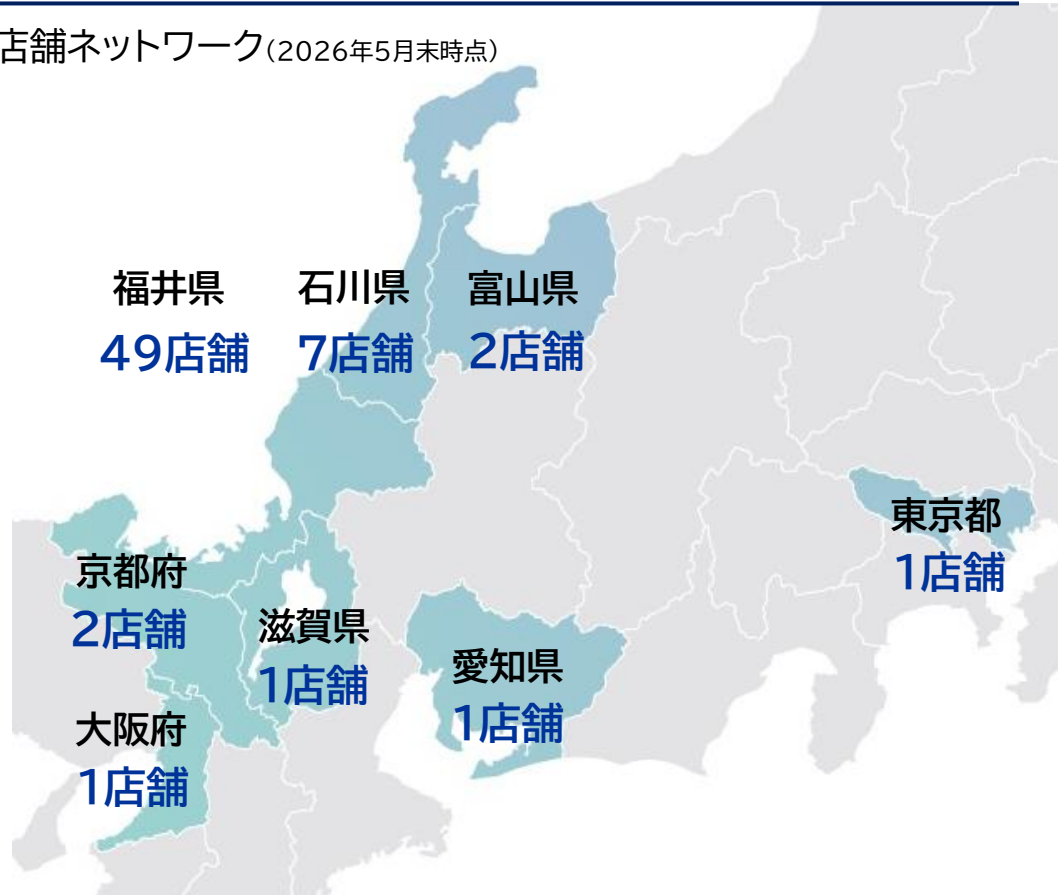 店舗ネットワーク(2026年5月末時点)
福井県
49店舗
石川県
7店舗
富山県
2店舗
東京都
1店舗
京都府
2店舗
滋賀県
1店舗
愛知県
1店舗
大阪府
1店舗